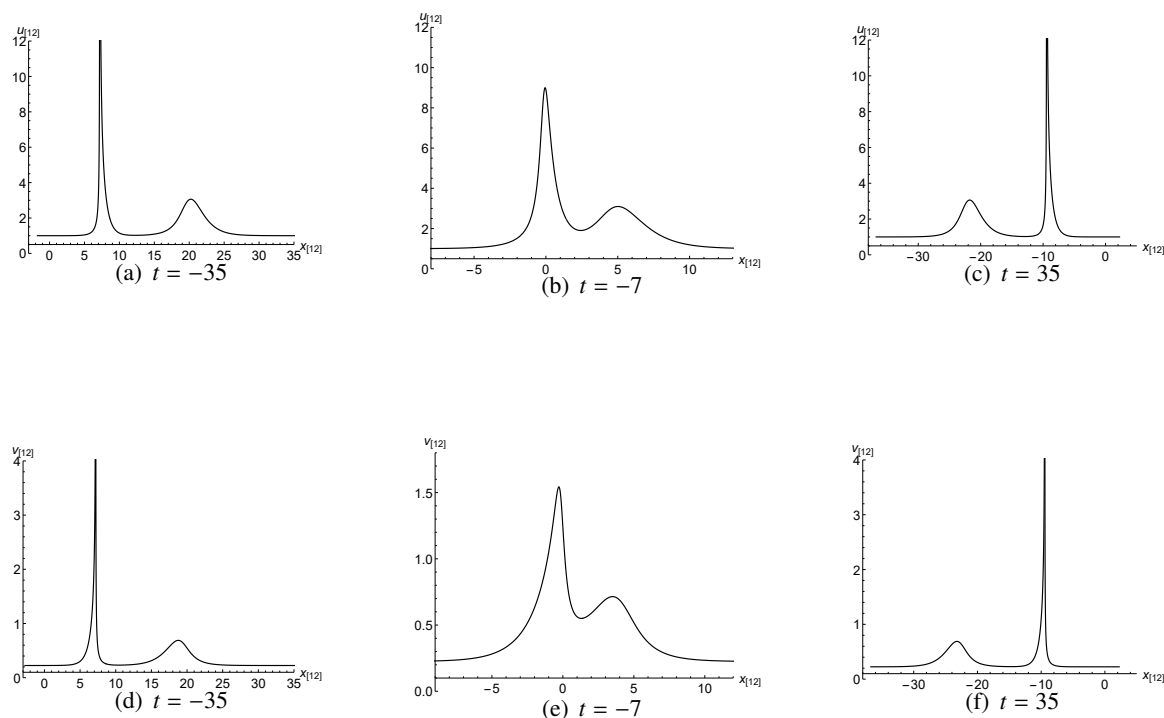 u[12]
12
10
8
6
4
2
0
0 5 10 15 20 25 30 35
x[12]
(a) t = −35
u[12]
12
10
8
6
4
2
0
−5 0 5 10
x[12]
(b) t = −7
u[12]
12
10
8
6
4
2
0
−30 −20 −10 0
x[12]
(c) t = 35
v[12]
4
3
2
1
0
0 5 10 15 20 25 30 35
x[12]
(d) t = −35
v[12]
1.5
1.0
0.5
0.0
−5 0 5 10
x[12]
(e) t = −7
v[12]
4
3
2
1
0
−30 −20 −10 0
x[12]
(f) t = 35